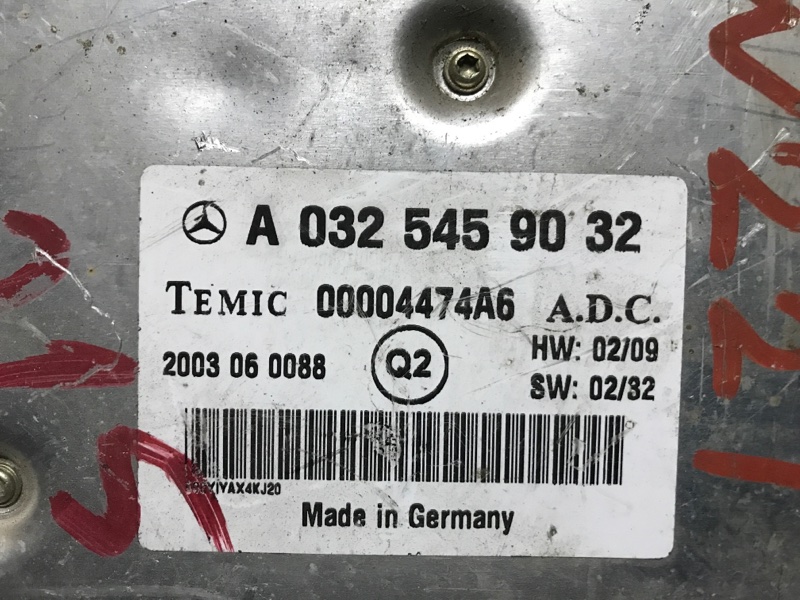 A 032 545 90 32
TEMIC 00004474A6 A.D.C.
2003 06 0088 Q2 HW: 02/09
SW: 02/32
Made in Germany